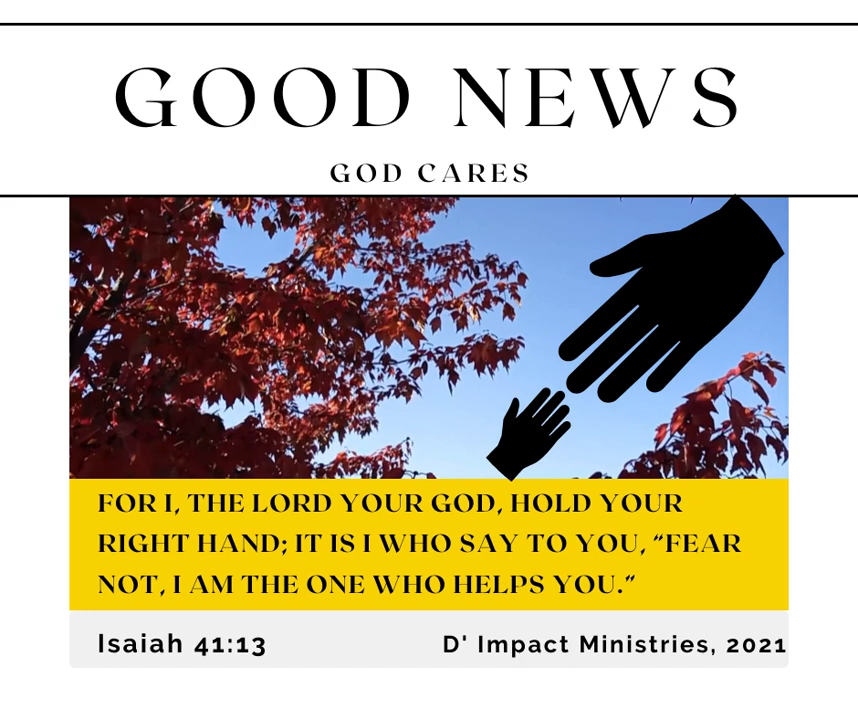 GOOD NEWS
GOD CARES
FOR I, THE LORD YOUR GOD, HOLD YOUR
RIGHT HAND; IT IS I WHO SAY TO YOU, "FEAR
NOT, I AM THE ONE WHO HELPS YOU."
Isaiah 41:13
D' Impact Ministries, 2021